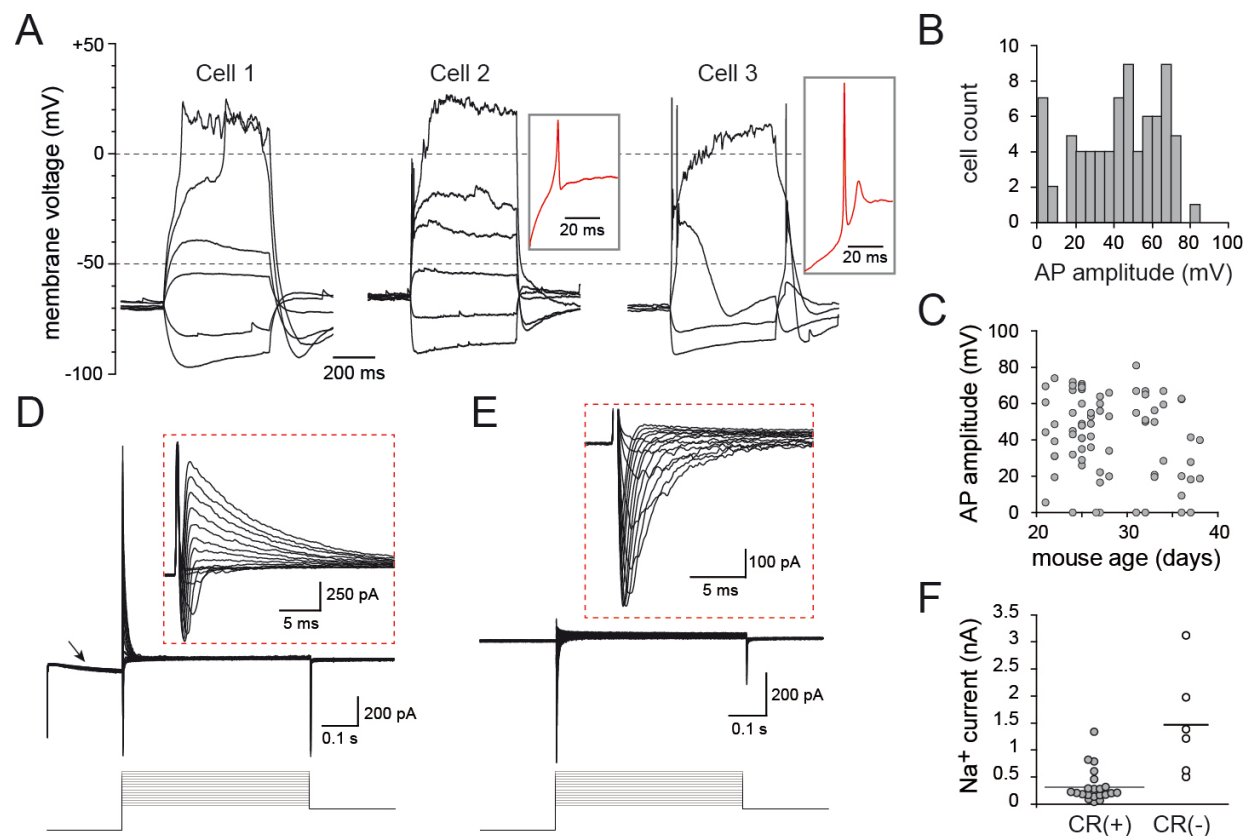 A
+50
0
-50
-100
membrane voltage (mV)
Cell 1
Cell 2
Cell 3
20 ms
20 ms
200 ms
B
10
8
6
4
2
0
cell count
0 20 40 60 80 100
AP amplitude (mV)
C
100
80
60
40
20
0
AP amplitude (mV)
20 30 40
mouse age (days)
D
250 pA
5 ms
200 pA
0.1 s
E
100 pA
5 ms
200 pA
0.1 s
F
3.5
3
2.5
2
1.5
1
0.5
0
Na+ current (nA)
CR(+) CR(-)